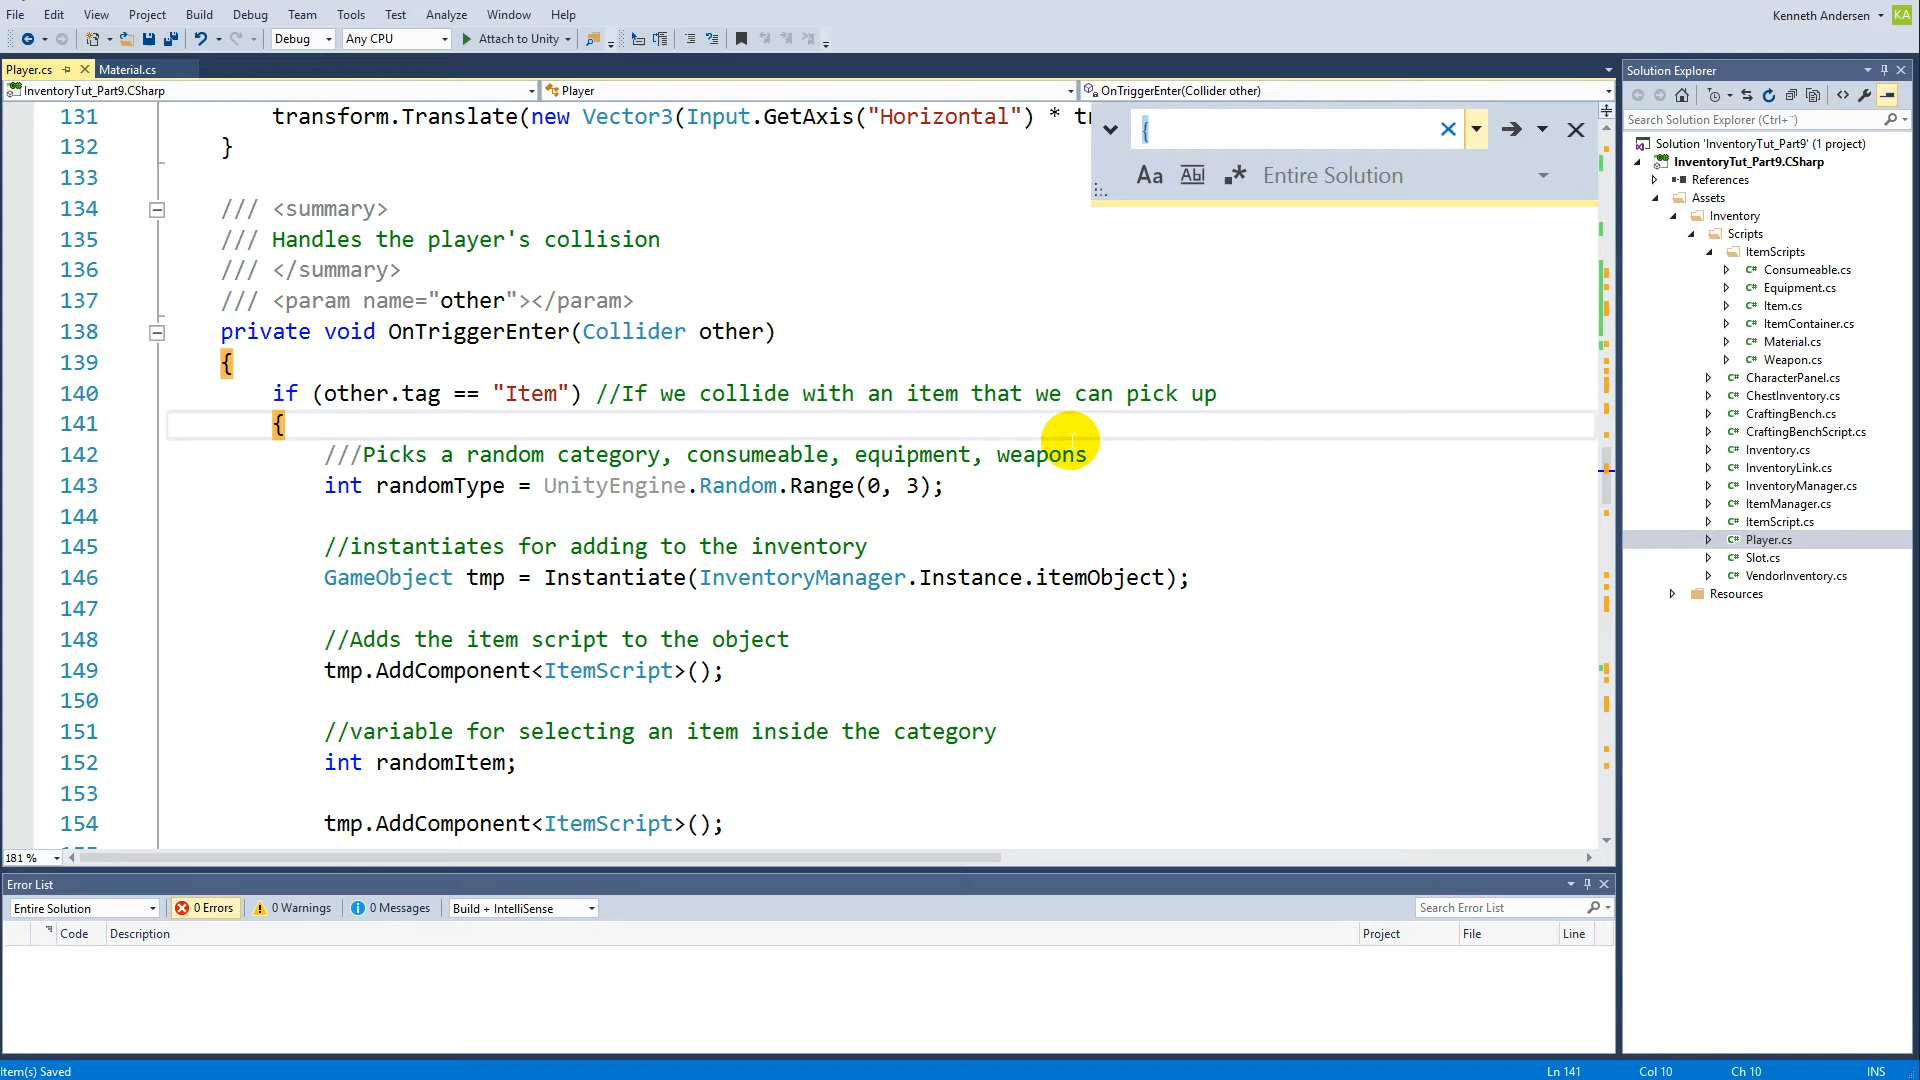 File Edit View Project Build Debug Team Tools Test Analyze Window Help Kenneth Andersen KA
Debug Any CPU Attach to Unity
Player.cs Material.cs
InventoryTut_Part9.CSharp Player OnTriggerEnter(Collider other)
131 transform.Translate(new Vector3(Input.GetAxis("Horizontal") * tr
132 }
133
134 /// <summary>
135 /// Handles the player's collision
136 /// </summary>
137 /// <param name="other"></param>
138 private void OnTriggerEnter(Collider other)
139 {
140 if (other.tag == "Item") //If we collide with an item that we can pick up
141 {
142 ///Picks a random category, consumeable, equipment, weapons
143 int randomType = UnityEngine.Random.Range(0, 3);
144
145 //instantiates for adding to the inventory
146 GameObject tmp = Instantiate(InventoryManager.Instance.itemObject);
147
148 //Adds the item script to the object
149 tmp.AddComponent<ItemScript>();
150
151 //variable for selecting an item inside the category
152 int randomItem;
153
154 tmp.AddComponent<ItemScript>();
{
Aa Abl .* Entire Solution
181 %
Solution Explorer
Search Solution Explorer (Ctrl+¨)
Solution 'InventoryTut_Part9' (1 project)
InventoryTut_Part9.CSharp
References
Assets
Inventory
Scripts
ItemScripts
C# Consumeable.cs
C# Equipment.cs
C# Item.cs
C# ItemContainer.cs
C# Material.cs
C# Weapon.cs
C# CharacterPanel.cs
C# ChestInventory.cs
C# CraftingBench.cs
C# CraftingBenchScript.cs
C# Inventory.cs
C# InventoryLink.cs
C# InventoryManager.cs
C# ItemManager.cs
C# ItemScript.cs
C# Player.cs
C# Slot.cs
C# VendorInventory.cs
Resources
Error List
Entire Solution 0 Errors 0 Warnings 0 Messages Build + IntelliSense Search Error List
Code Description Project File Line
Item(s) Saved Ln 141 Col 10 Ch 10 INS